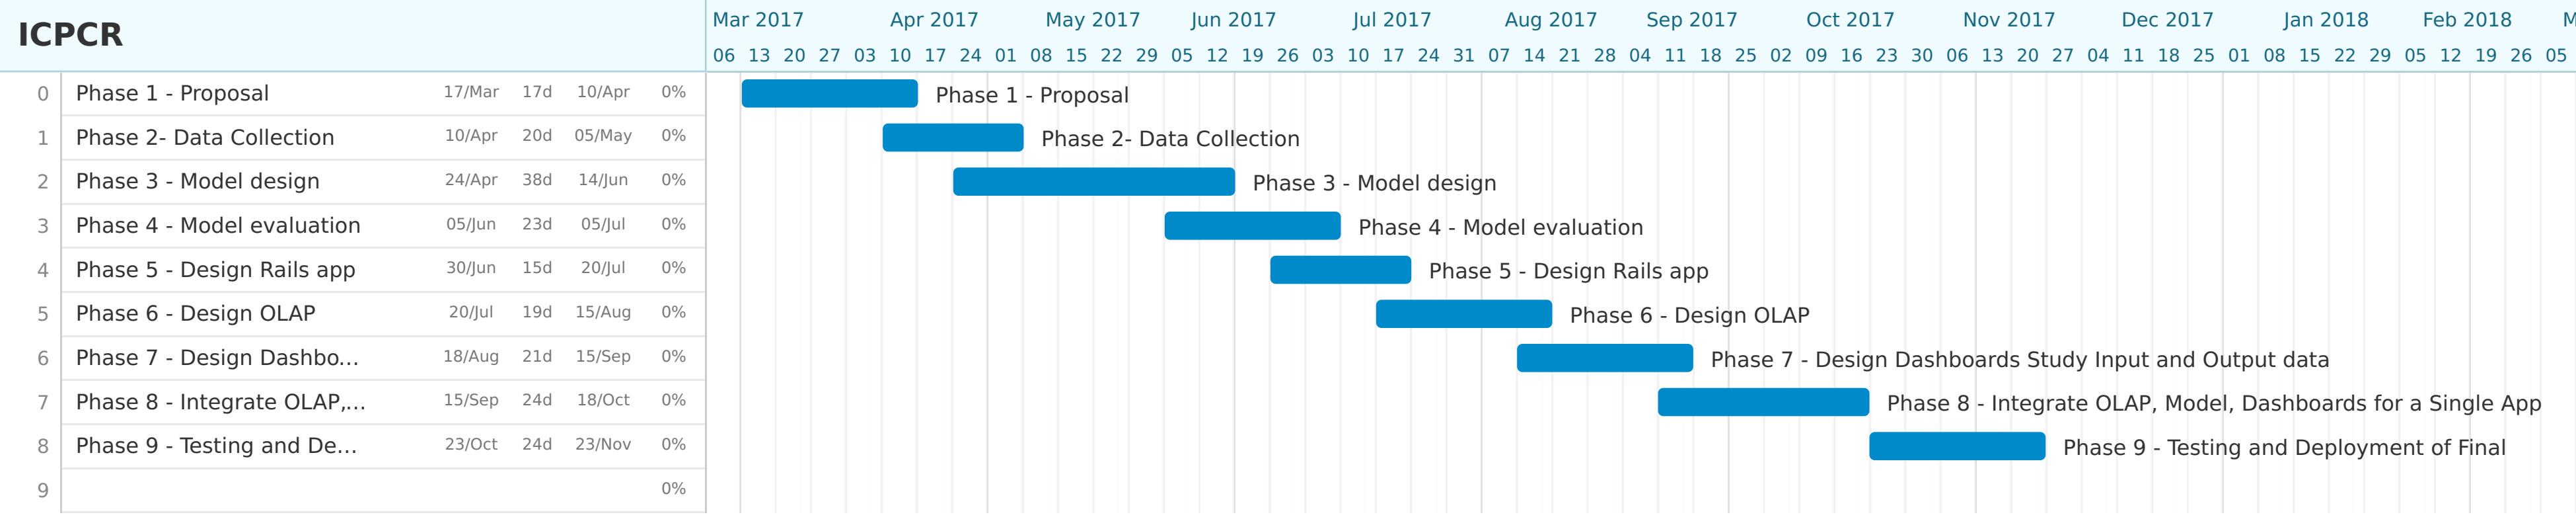 ICPCR
Mar 2017 Apr 2017 May 2017 Jun 2017 Jul 2017 Aug 2017 Sep 2017 Oct 2017 Nov 2017 Dec 2017 Jan 2018 Feb 2018 M
06 13 20 27 03 10 17 24 01 08 15 22 29 05 12 19 26 03 10 17 24 31 07 14 21 28 04 11 18 25 02 09 16 23 30 06 13 20 27 04 11 18 25 01 08 15 22 29 05 12 19 26 05
0 Phase 1 - Proposal 17/Mar 17d 10/Apr 0% Phase 1 - Proposal
1 Phase 2- Data Collection 10/Apr 20d 05/May 0% Phase 2- Data Collection
2 Phase 3 - Model design 24/Apr 38d 14/Jun 0% Phase 3 - Model design
3 Phase 4 - Model evaluation 05/Jun 23d 05/Jul 0% Phase 4 - Model evaluation
4 Phase 5 - Design Rails app 30/Jun 15d 20/Jul 0% Phase 5 - Design Rails app
5 Phase 6 - Design OLAP 20/Jul 19d 15/Aug 0% Phase 6 - Design OLAP
6 Phase 7 - Design Dashbo... 18/Aug 21d 15/Sep 0% Phase 7 - Design Dashboards Study Input and Output data
7 Phase 8 - Integrate OLAP,... 15/Sep 24d 18/Oct 0% Phase 8 - Integrate OLAP, Model, Dashboards for a Single App
8 Phase 9 - Testing and De... 23/Oct 24d 23/Nov 0% Phase 9 - Testing and Deployment of Final
9 0%